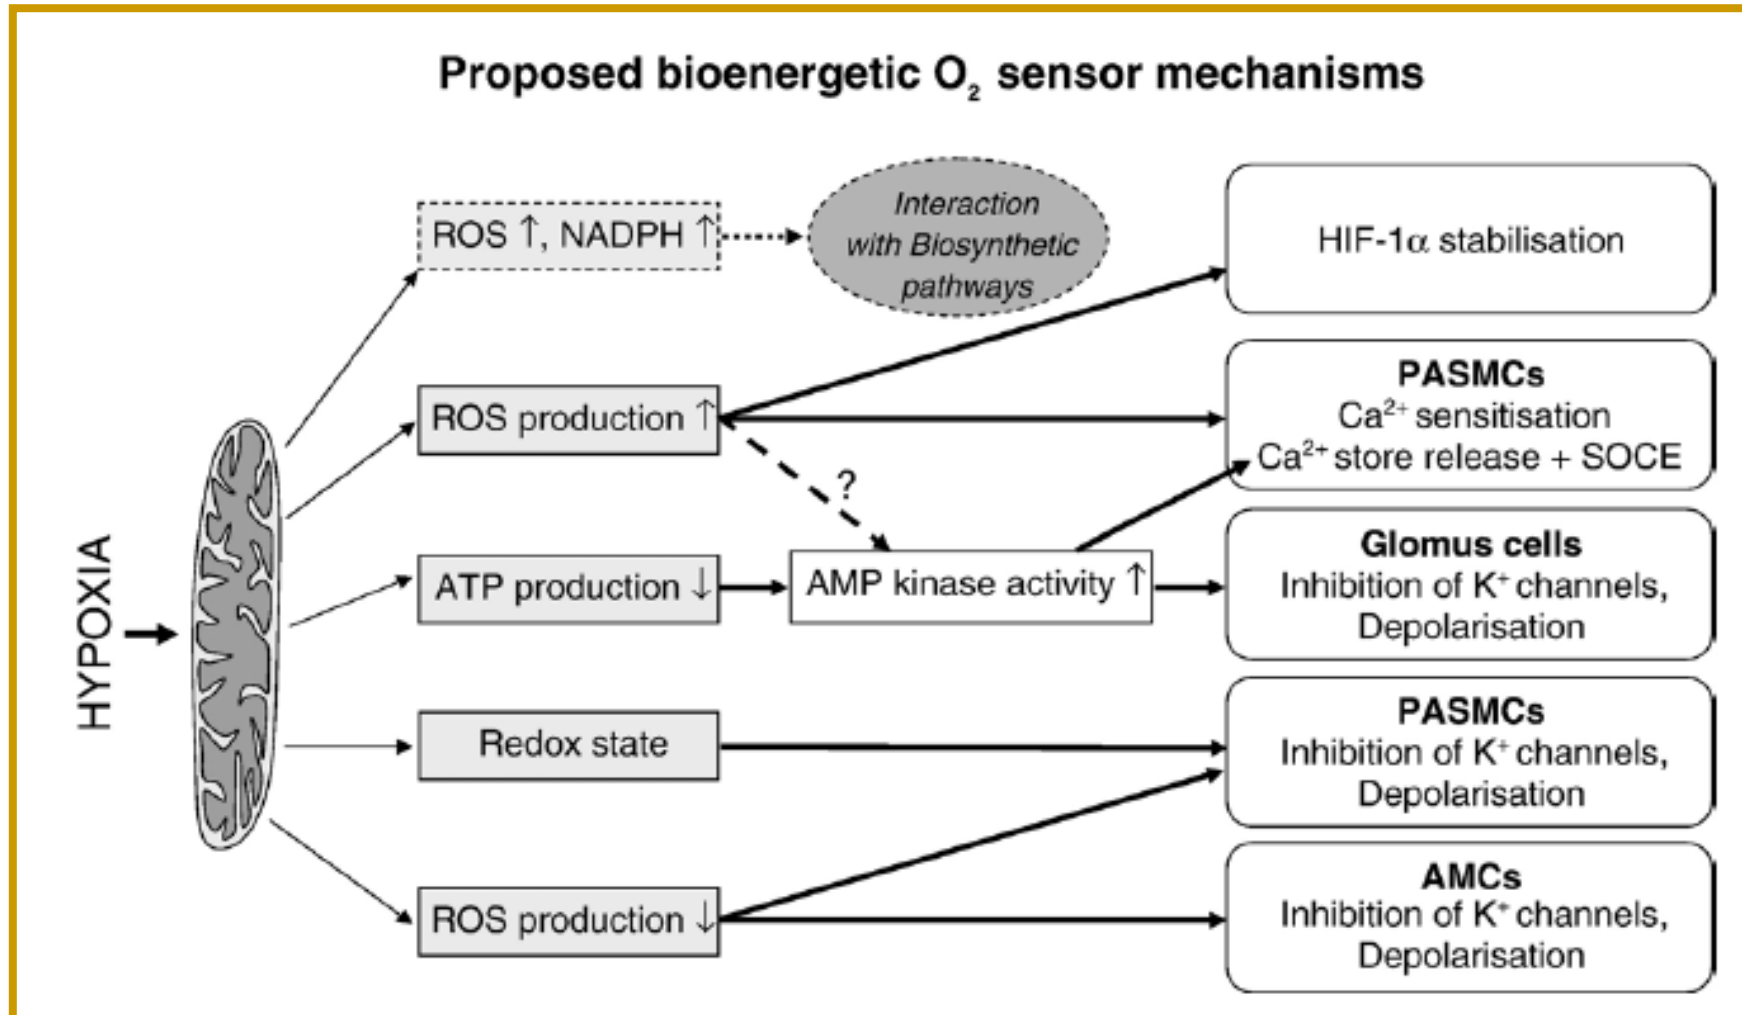 Proposed bioenergetic O₂ sensor mechanisms
HYPOXIA
ROS ↑, NADPH ↑
Interaction
with Biosynthetic
pathways
HIF-1α stabilisation
ROS production ↑
PASMCs
Ca²⁺ sensitisation
Ca²⁺ store release + SOCE
?
ATP production ↓
AMP kinase activity ↑
Glomus cells
Inhibition of K⁺ channels,
Depolarisation
Redox state
PASMCs
Inhibition of K⁺ channels,
Depolarisation
ROS production ↓
AMCs
Inhibition of K⁺ channels,
Depolarisation